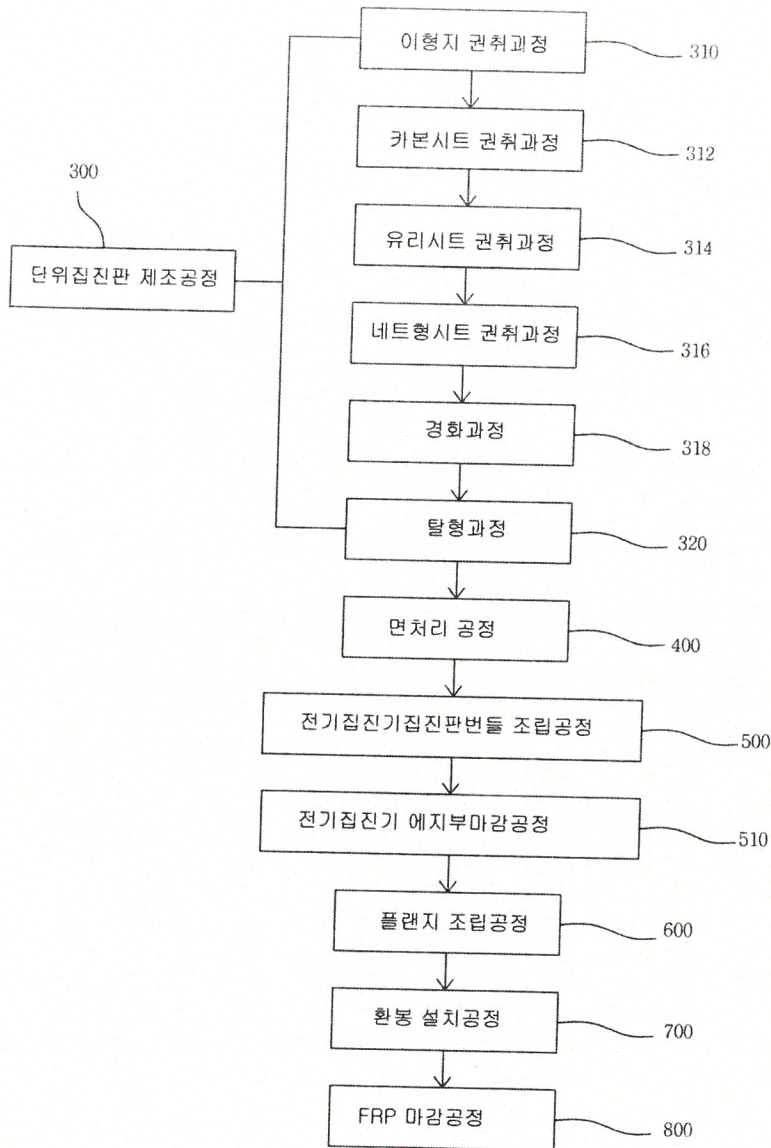 이형지 권취과정
310
카본시트 권취과정
312
300
유리시트 권취과정
314
단위집진판 제조공정
네트형시트 권취과정
316
경화과정
318
탈형과정
320
면처리 공정
400
전기집진기집진판번들 조립공정
500
전기집진기 에지부마감공정
510
플랜지 조립공정
600
환봉 설치공정
700
FRP 마감공정
800